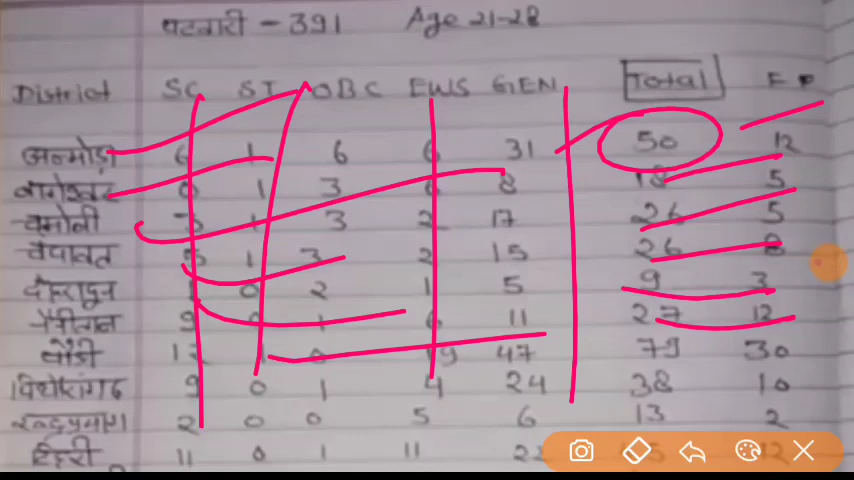 पटवारी - 391 Age 21-28
District SC ST OBC EWS GEN Total F P
अल्मोड़ा 6 1 6 6 31 50 12
बागेश्वर 0 1 3 6 8 18 5
चमोली 3 1 3 2 17 26 5
चंपावत 5 1 3 2 15 26 8
देहरादून 1 0 2 1 5 9 3
नैनीताल 9 0 1 6 11 27 12
पौड़ी 12 1 0 19 47 79 30
पिथौरागढ़ 9 0 1 4 24 38 10
रुद्रप्रयाग 2 0 0 5 6 13 2
टिहरी 11 0 1 11 22 12